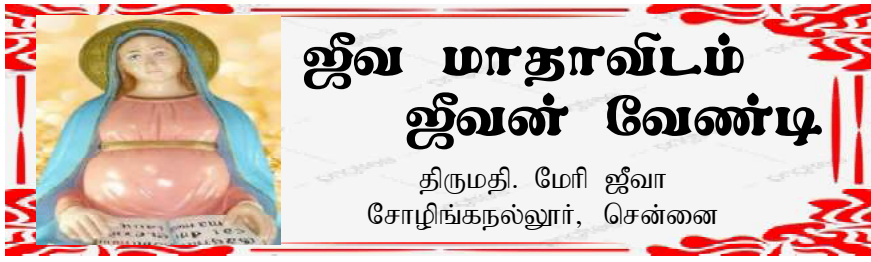 ஜீவ மாதாவிடம்
ஜீவன் வேண்டி
திருமதி. மேரி ஜீவா
சோழிங்கநல்லூர், சென்னை